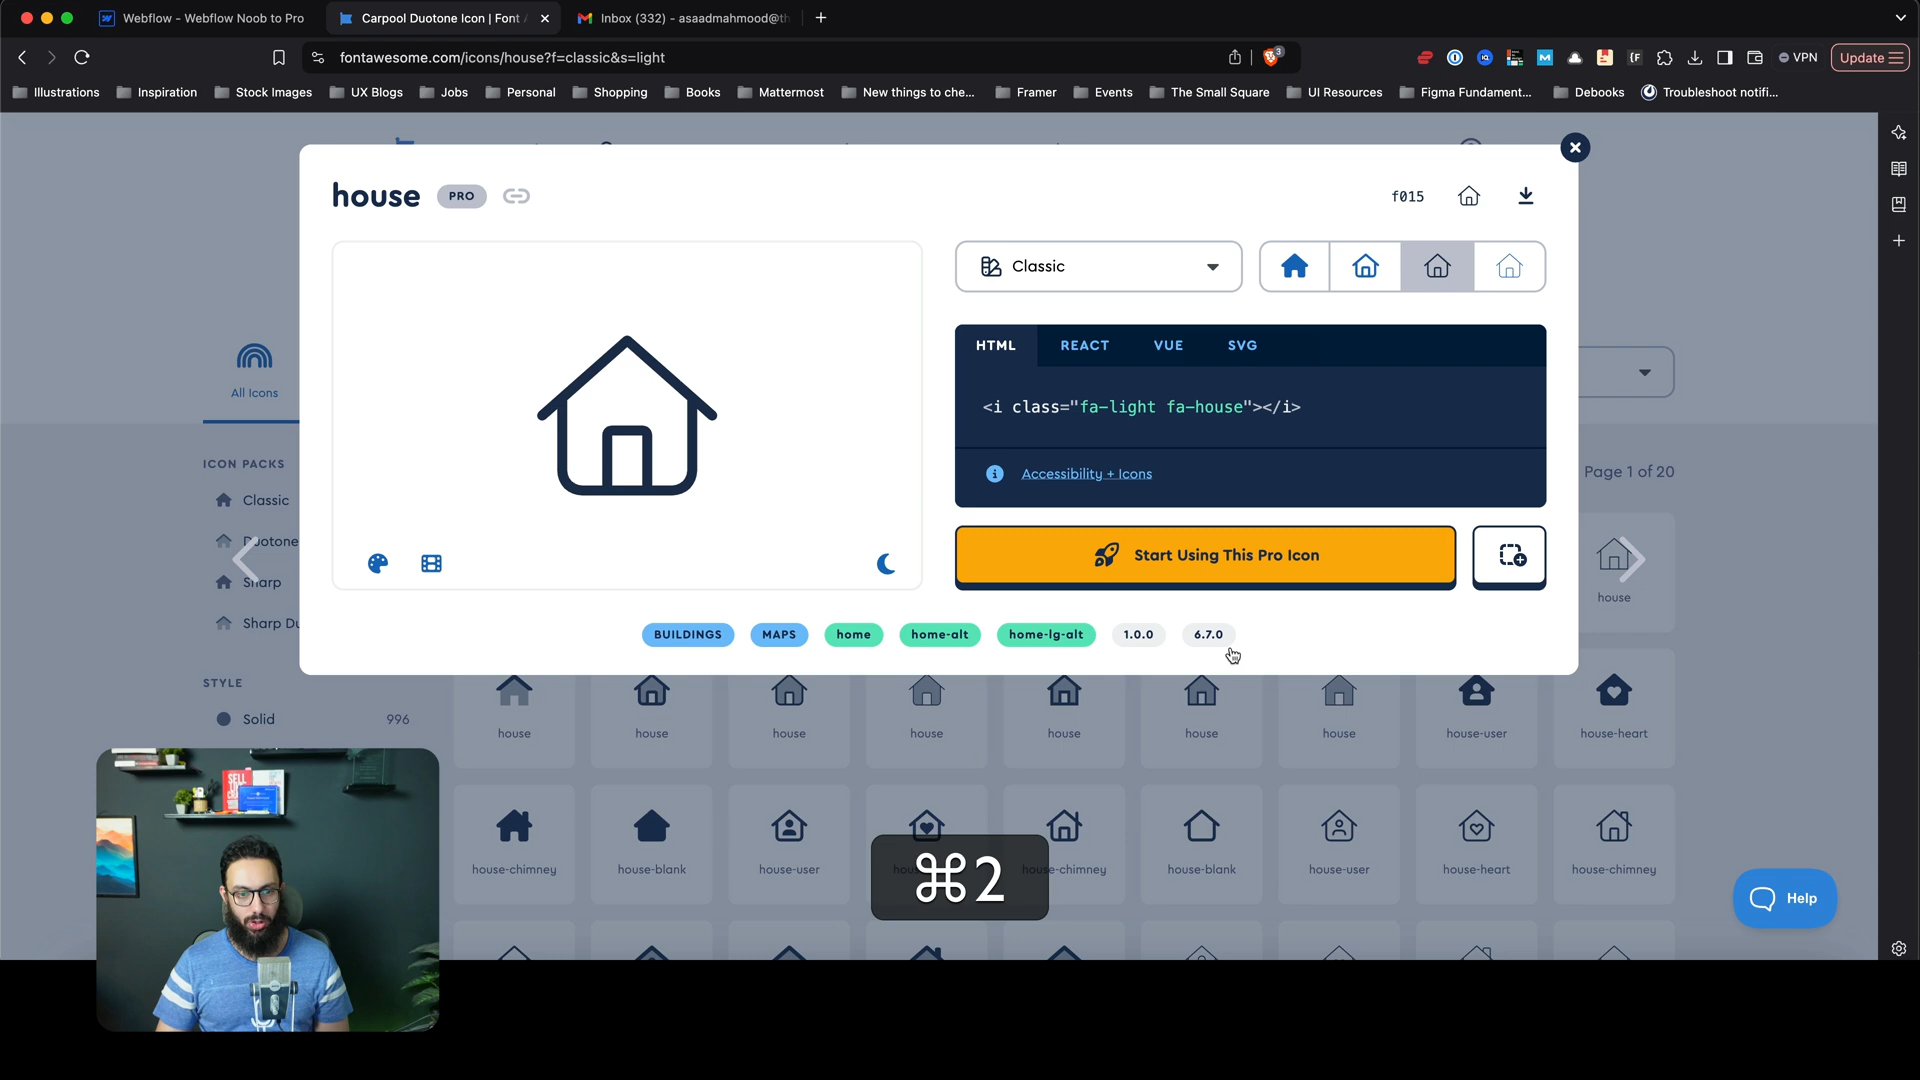 Webflow - Webflow Noob to Pro
Carpool Duotone Icon | Font
Inbox (332) - asaadmahmood@th
fontawesome.com/icons/house?f=classic&s=light
3
VPN
Update
Illustrations
Inspiration
Stock Images
UX Blogs
Jobs
Personal
Shopping
Books
Mattermost
New things to che...
Framer
Events
The Small Square
UI Resources
Figma Fundament...
Debooks
Troubleshoot notifi...
house
PRO
f015
Classic
HTML
REACT
VUE
SVG
<i class="fa-light fa-house"></i>
Accessibility + Icons
Start Using This Pro Icon
BUILDINGS
MAPS
home
home-alt
home-lg-alt
1.0.0
6.7.0
All Icons
ICON PACKS
Classic
Duotone
Sharp
Sharp Du
STYLE
Solid
996
Page 1 of 20
house
house
house
house
house
house
house
house
house-user
house-heart
house-chimney
house-blank
house-user
house-chimney
house-blank
house-user
house-heart
house-chimney
⌘2
Help
SELL